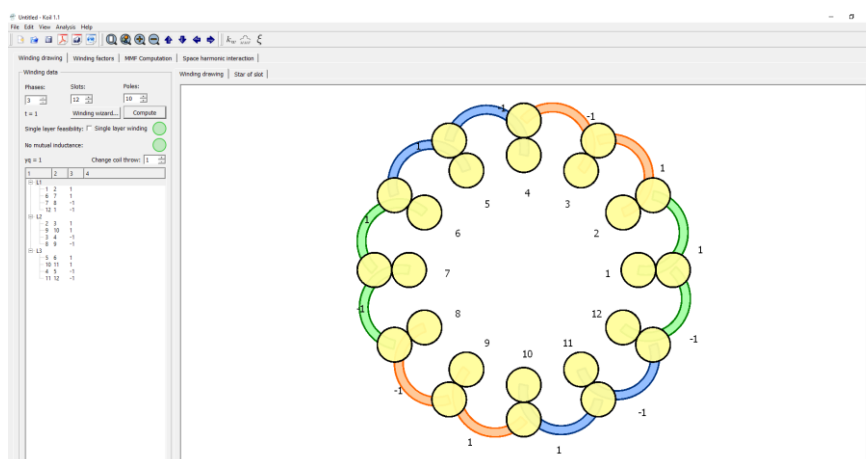 Untitled - Koil 1.1
File Edit View Analysis Help
Winding drawing Winding factors MMF Computation Space harmonic interaction
Winding data
Phases: Slots: Poles:
3 12 10
t = 1 Winding wizard... Compute
Single layer feasibility: Single layer winding
No mutual inductance:
yq = 1 Change coil throw: 1
1 2 3 4
L1
1 2 1
6 7 1
7 8 -1
12 1 -1
L2
2 3 1
9 10 1
3 4 -1
8 9 -1
L3
5 6 1
10 11 1
4 5 -1
11 12 -1
Winding drawing Star of slot
-1 -1
1 1
4
5 3
1 6 2
1
7 1
-1 8 12 -1
9 10 11
-1 -1
1 1